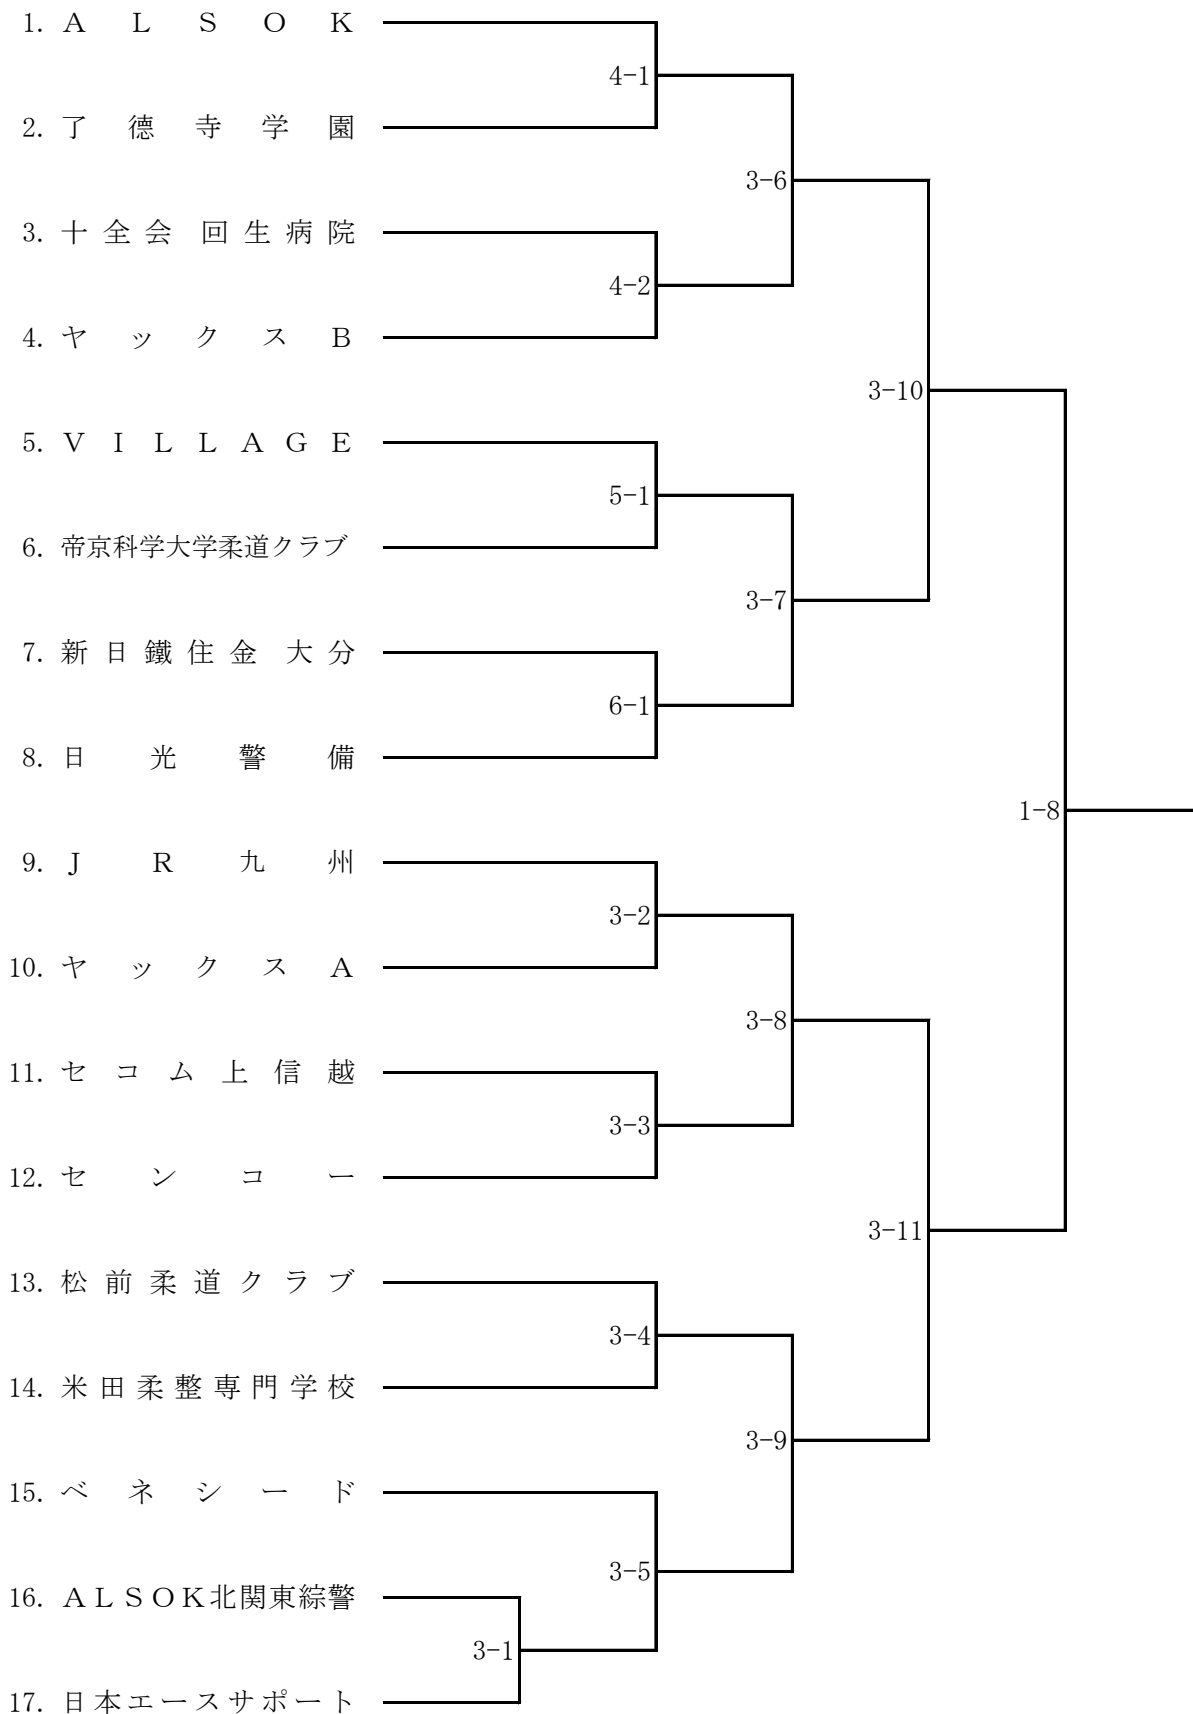 1. ＡＬＳＯＫ
4-1
2. 了德寺学園
3-6
3. 十全会 回生病院
4-2
4. ヤックスＢ
3-10
5. ＶＩＬＬＡＧＥ
5-1
6. 帝京科学大学柔道クラブ
3-7
7. 新日鐵住金 大分
6-1
8. 日光警備
1-8
9. ＪＲ九州
3-2
10. ヤックスＡ
3-8
11. セコム上信越
3-3
12. センコー
3-11
13. 松前柔道クラブ
3-4
14. 米田柔整専門学校
3-9
15. ベネシード
3-5
16. ＡＬＳＯＫ北関東綜警
3-1
17. 日本エースサポート